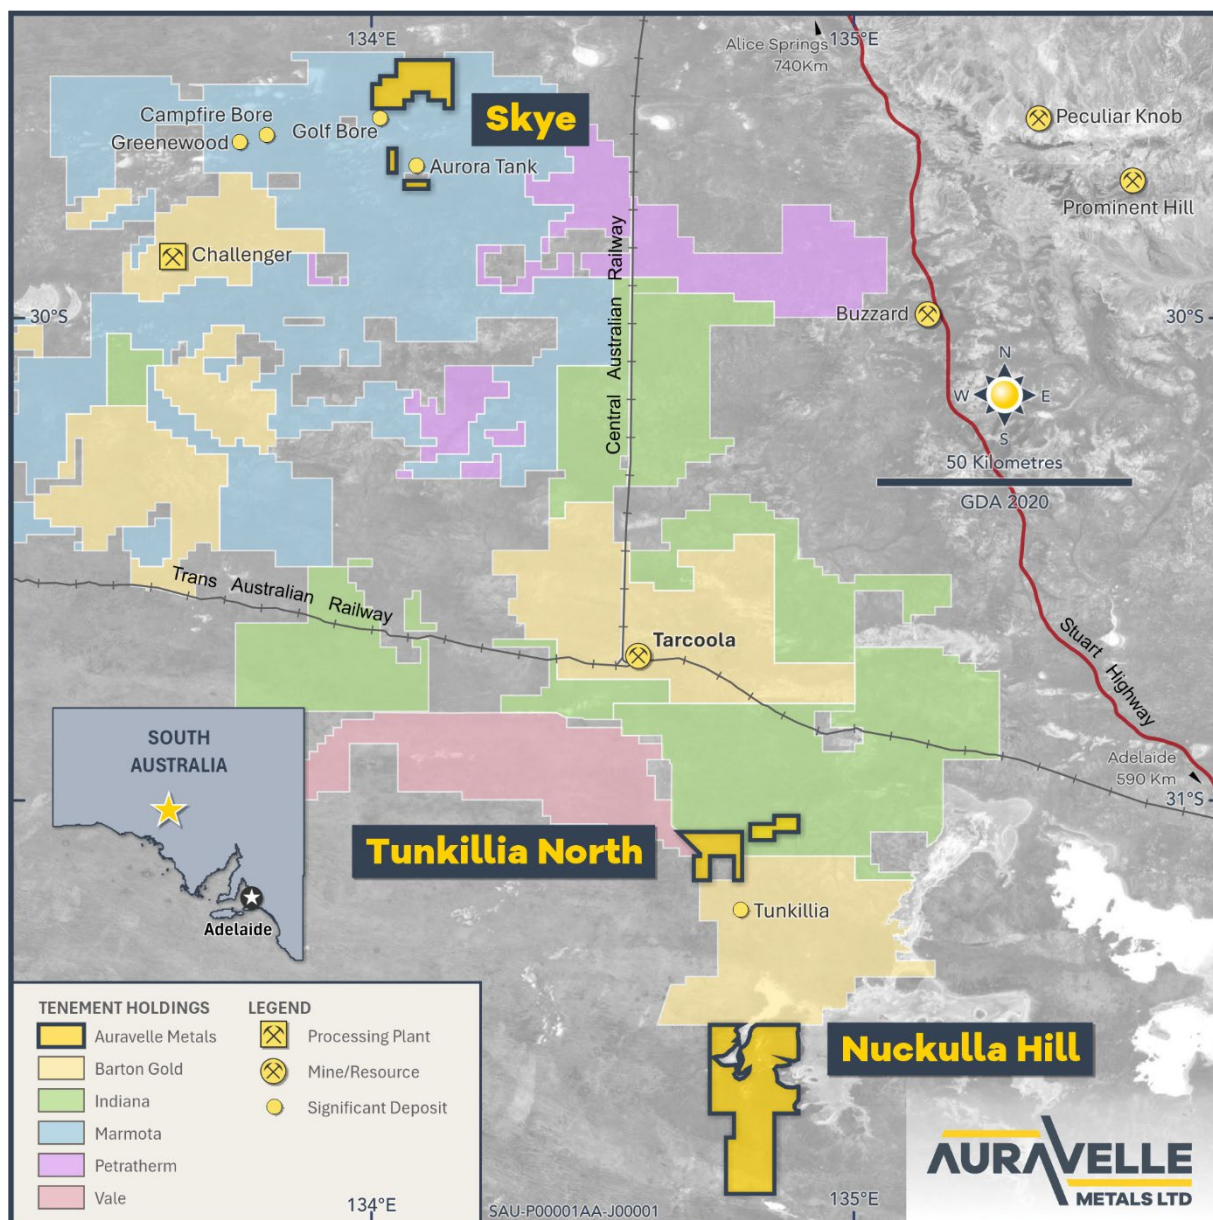 134°E
135°E
Alice Springs
740Km
Skye
Campfire Bore
Greenewood
Golf Bore
Aurora Tank
Peculiar Knob
Prominent Hill
Challenger
Central Australian Railway
30°S
30°S
Buzzard
N
W
E
S
50 Kilometres
GDA 2020
Trans Australian Railway
Tarcoola
Stuart Highway
SOUTH
AUSTRALIA
Adelaide
Adelaide
590 Km
31°S
Tunkillia North
Tunkillia
Nuckulla Hill
TENEMENT HOLDINGS
Auravelle Metals
Barton Gold
Indiana
Marmota
Petratherm
Vale
LEGEND
Processing Plant
Mine/Resource
Significant Deposit
134°E
SAU-P00001AA-J00001
135°E
AURAVELLE
METALS LTD